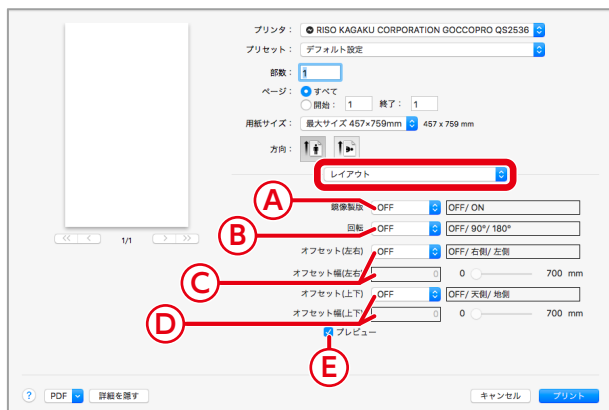 プリンタ： RISO KAGAKU CORPORATION GOCCOPRO QS2536
プリセット： デフォルト設定
部数： 1
ページ： すべて
開始： 1 終了： 1
用紙サイズ： 最大サイズ 457×759mm 457 x 759 mm
方向：
レイアウト
A 鏡像製版 OFF OFF/ ON
B 回転 OFF OFF/ 90°/ 180°
<< < 1/1 > >>
オフセット(左右) OFF OFF/ 右側/ 左側
C オフセット幅(左右) 0 0 700 mm
オフセット(上下) OFF OFF/ 天側/ 地側
D オフセット幅(上下) 0 0 700 mm
プレビュー
E
? PDF 詳細を隠す キャンセル プリント